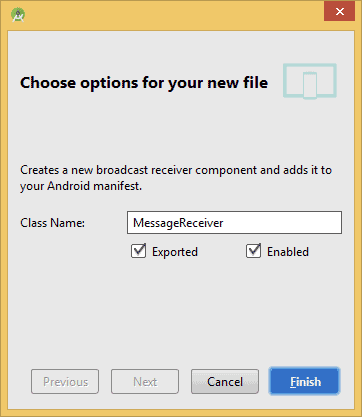 Choose options for your new file
Creates a new broadcast receiver component and adds it to
your Android manifest.
Class Name: MessageReceiver
Exported Enabled
Previous Next Cancel Finish